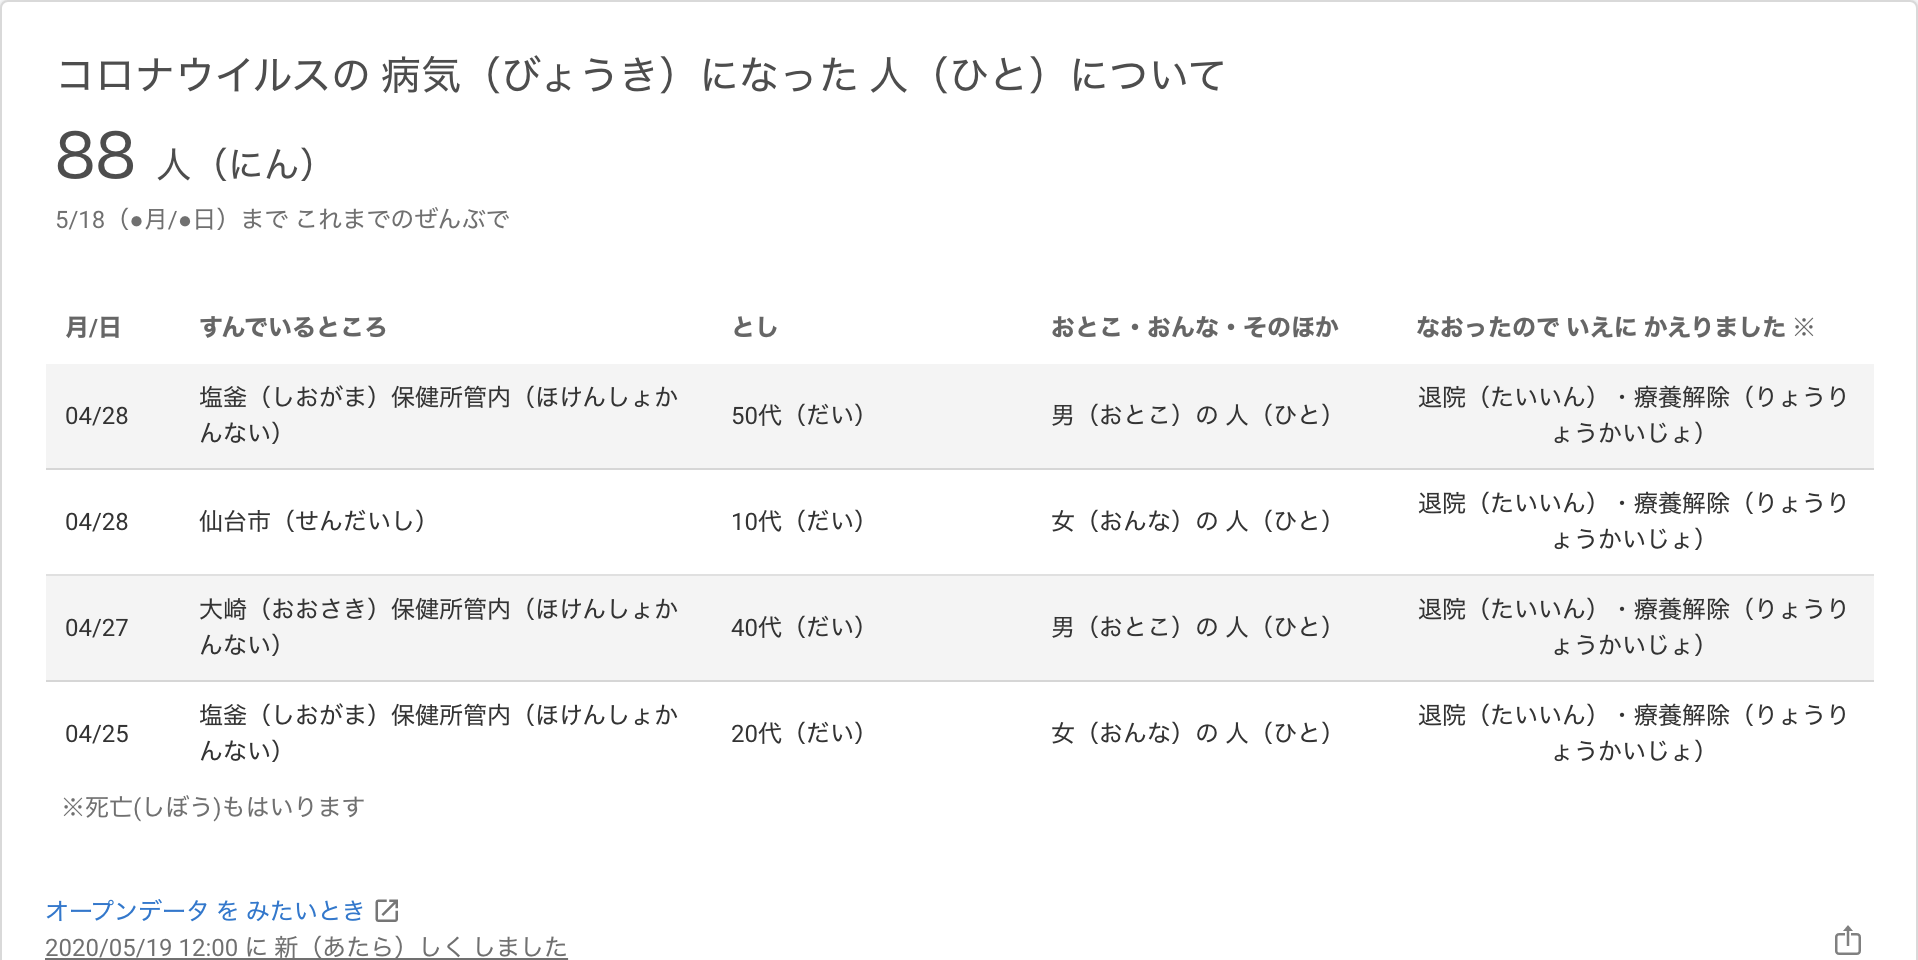 コロナウイルスの 病気（びょうき）になった 人（ひと）について
88 人（にん）
5/18（●月/●日）まで これまでのぜんぶで
月/日 すんでいるところ とし おとこ・おんな・そのほか なおったので いえに かえりました ※
04/28 塩釜（しおがま）保健所管内（ほけんしょか
んない） 50代（だい） 男（おとこ）の 人（ひと） 退院（たいいん）・療養解除（りょうり
ょうかいじょ）
04/28 仙台市（せんだいし） 10代（だい） 女（おんな）の 人（ひと） 退院（たいいん）・療養解除（りょうり
ょうかいじょ）
04/27 大崎（おおさき）保健所管内（ほけんしょか
んない） 40代（だい） 男（おとこ）の 人（ひと） 退院（たいいん）・療養解除（りょうり
ょうかいじょ）
04/25 塩釜（しおがま）保健所管内（ほけんしょか
んない） 20代（だい） 女（おんな）の 人（ひと） 退院（たいいん）・療養解除（りょうり
ょうかいじょ）
※死亡(しぼう)もはいります
オープンデータ を みたいとき
2020/05/19 12:00 に 新（あたら）しく しました